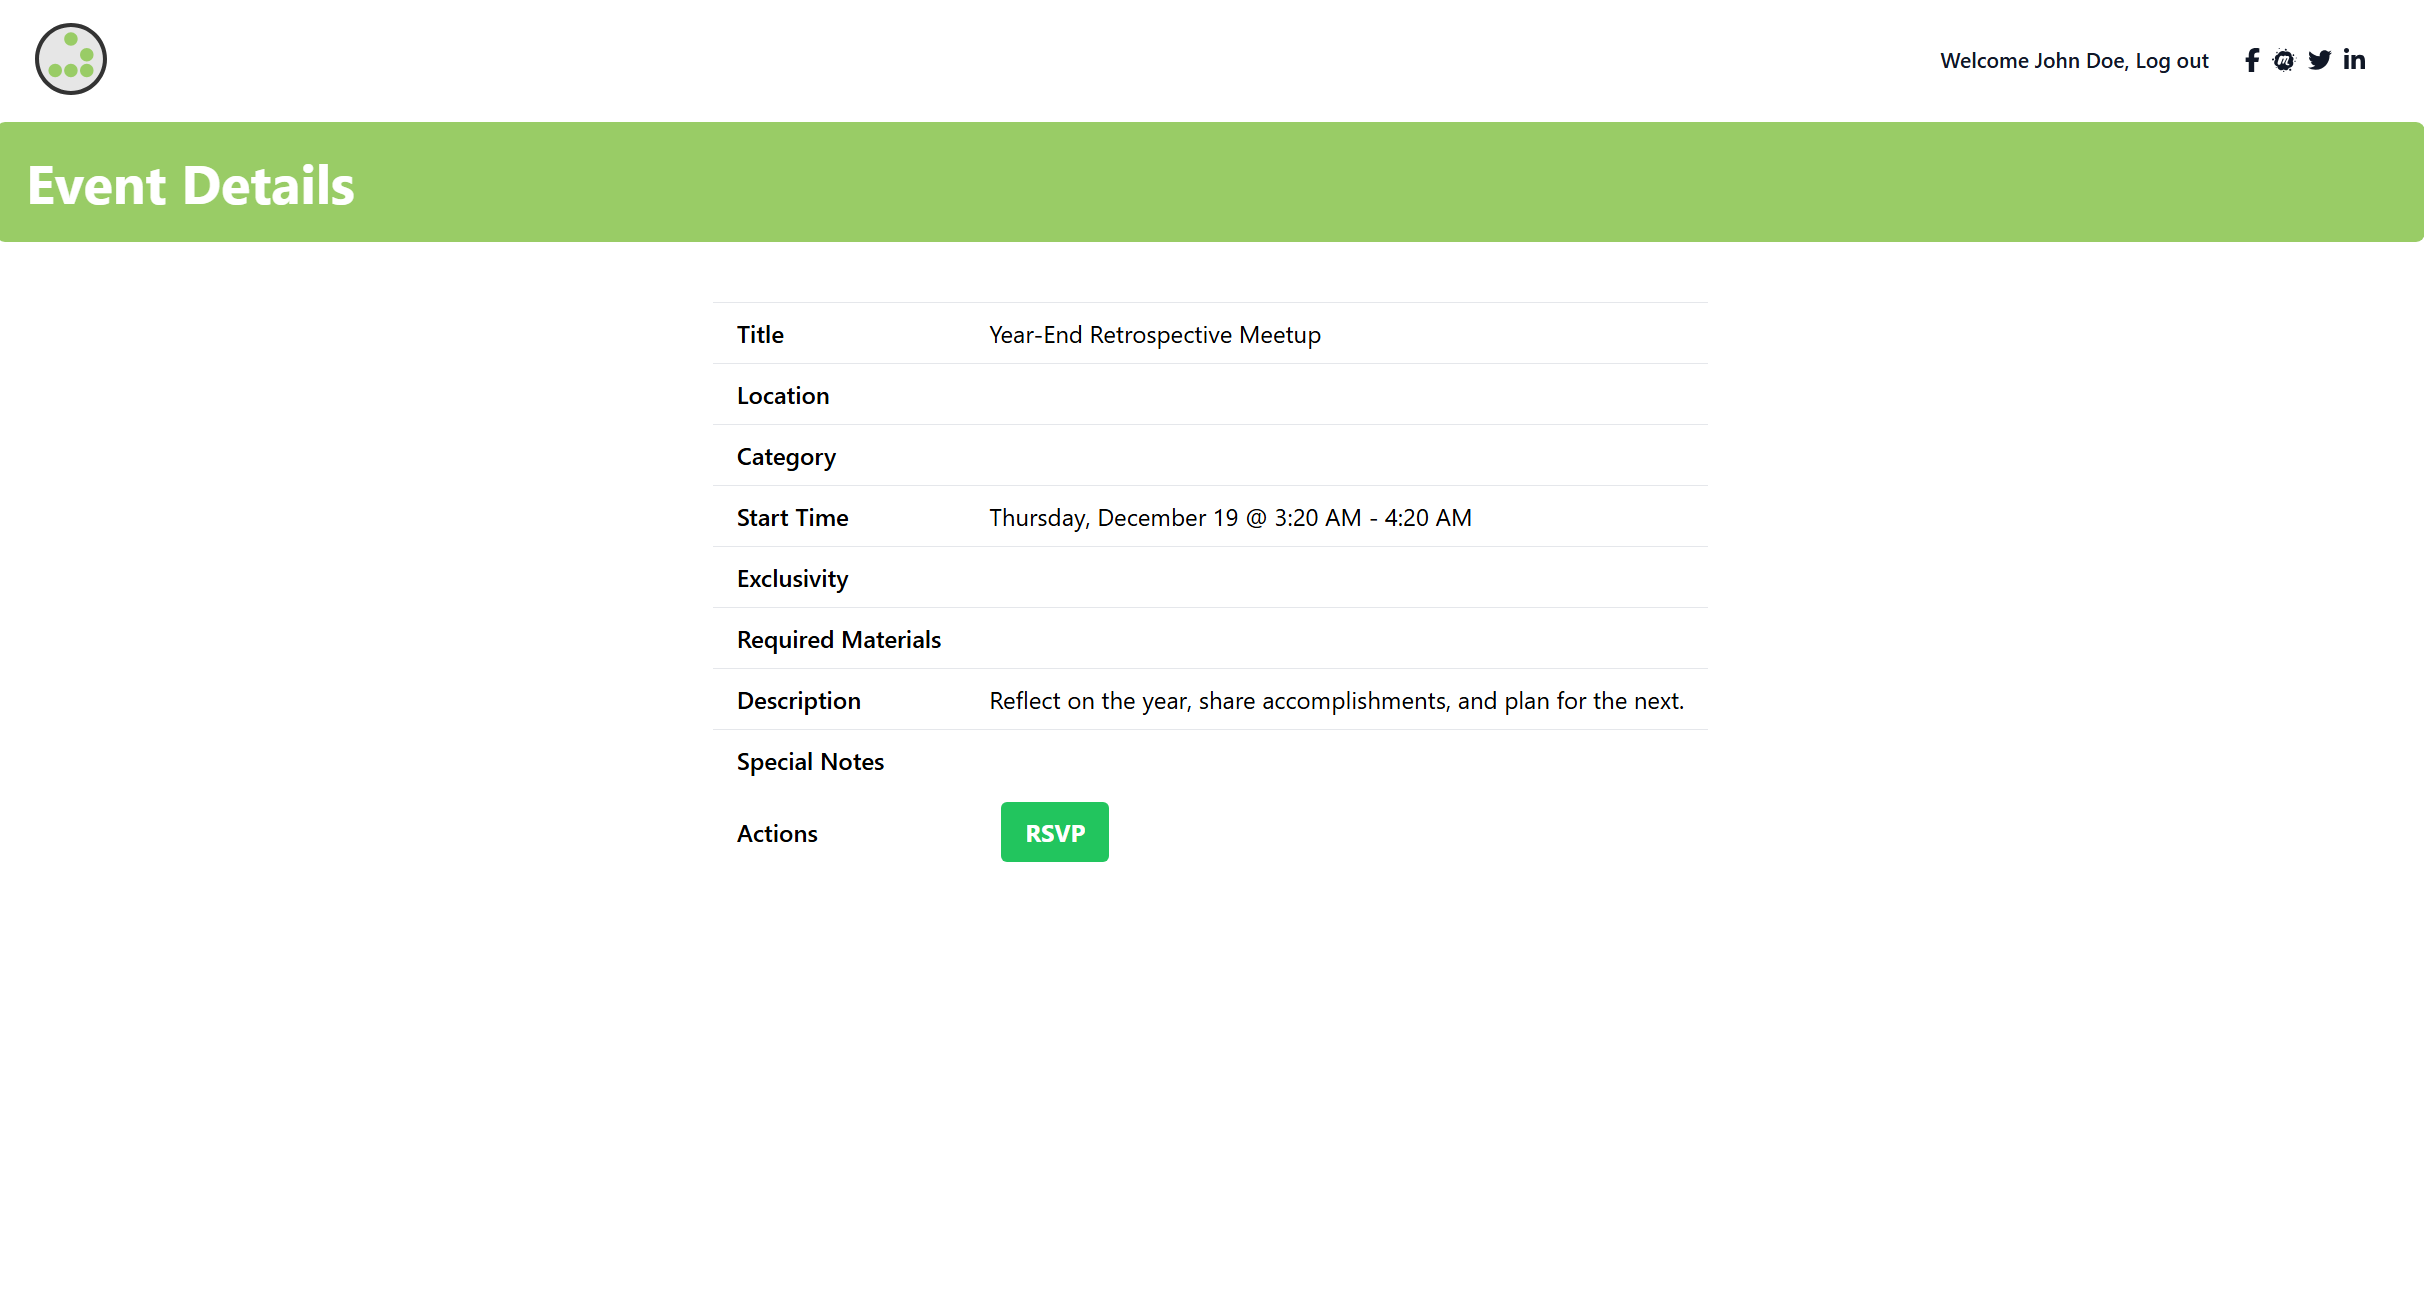 Welcome John Doe, Log out
Event Details
Title Year-End Retrospective Meetup
Location
Category
Start Time Thursday, December 19 @ 3:20 AM - 4:20 AM
Exclusivity
Required Materials
Description Reflect on the year, share accomplishments, and plan for the next.
Special Notes
Actions RSVP